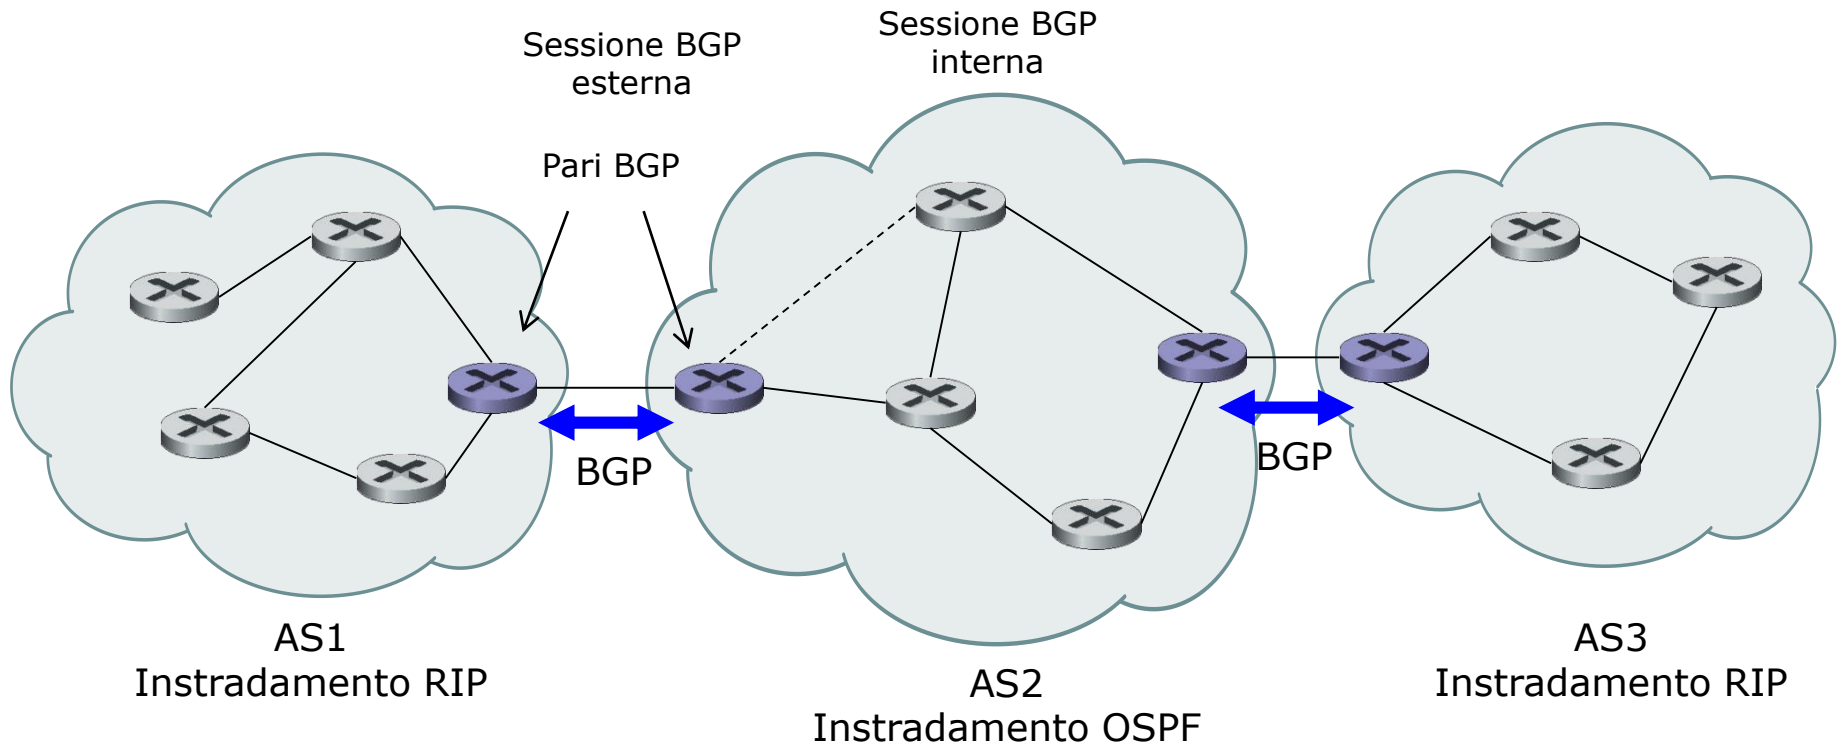 Sessione BGP
esterna
Sessione BGP
interna
Pari BGP
BGP
BGP
AS1
Instradamento RIP
AS2
Instradamento OSPF
AS3
Instradamento RIP